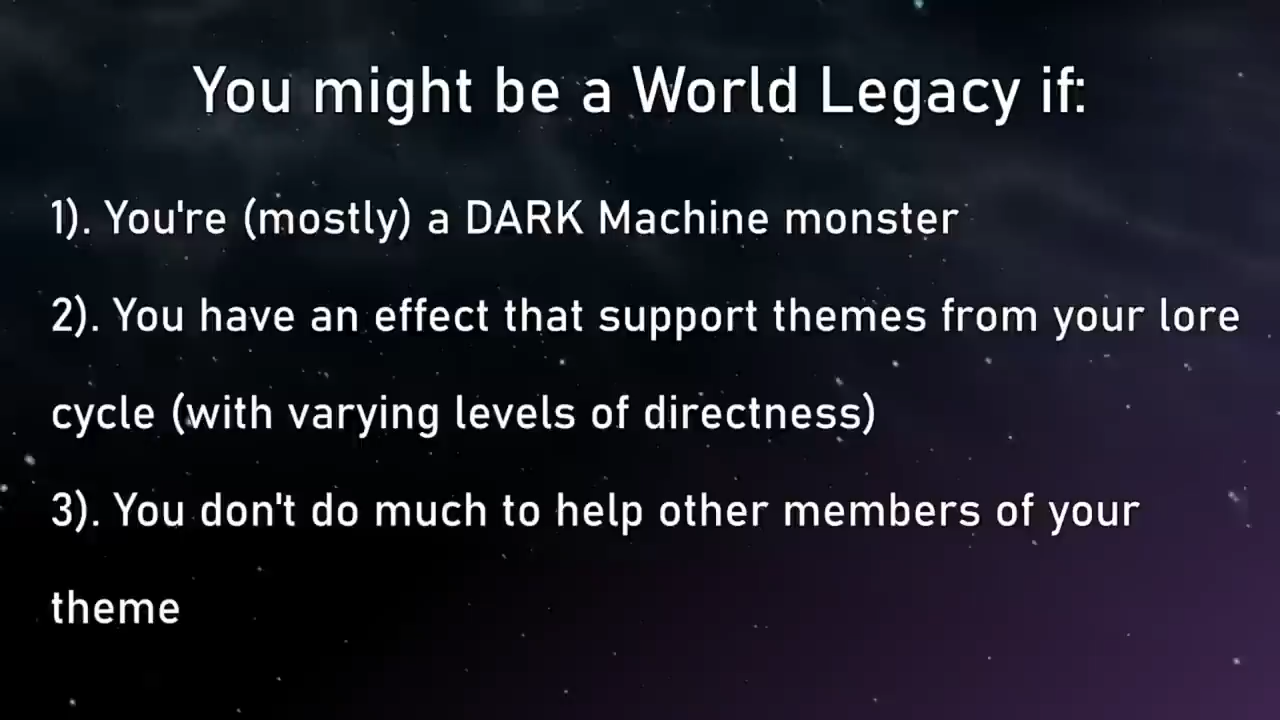 You might be a World Legacy if:
1). You're (mostly) a DARK Machine monster
2). You have an effect that support themes from your lore
cycle (with varying levels of directness)
3). You don't do much to help other members of your
theme